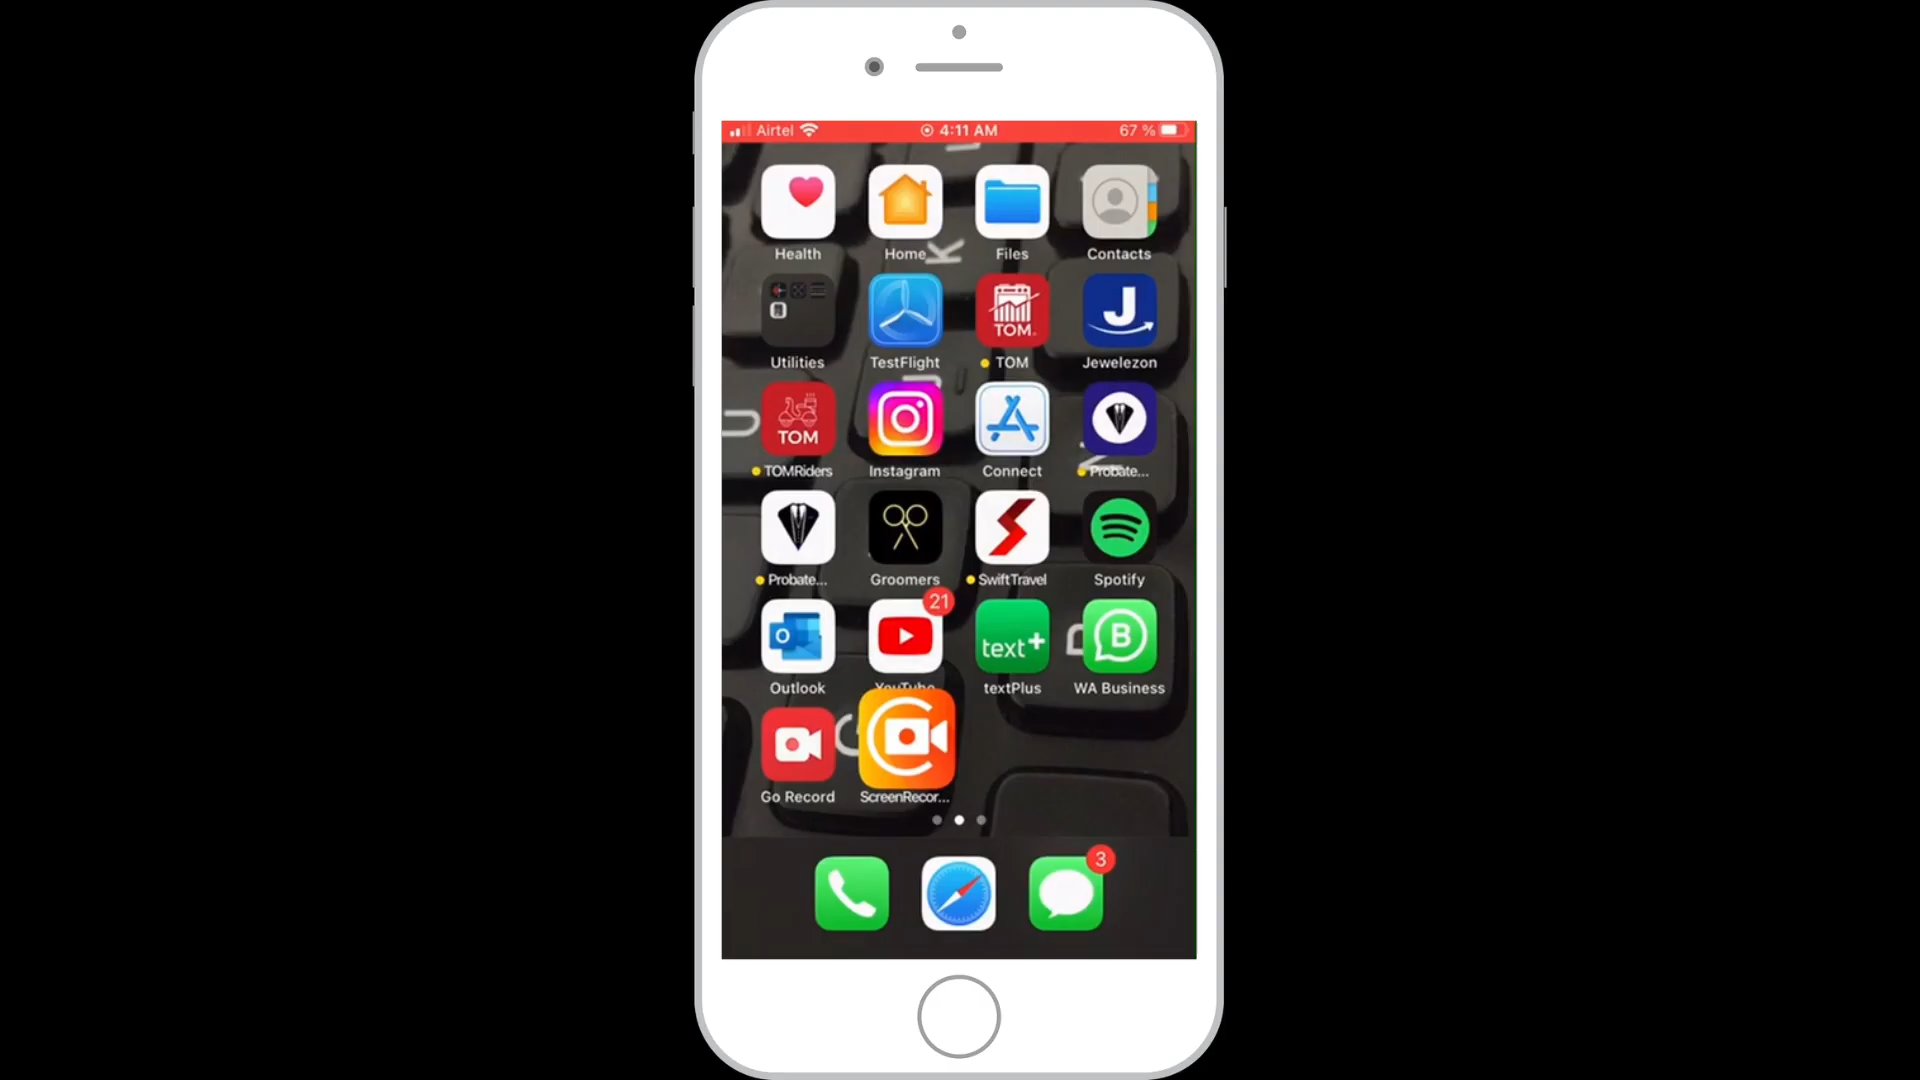 Airtel 4:11 AM 67 %
Health Home Files Contacts
TOM.
J
Utilities TestFlight TOM Jewelezon
TOM
TOMRiders Instagram Connect Probate...
Probate... Groomers SwiftTravel Spotify
21
O text+ B
Outlook YouTube textPlus WA Business
Go Record ScreenRecor...
3